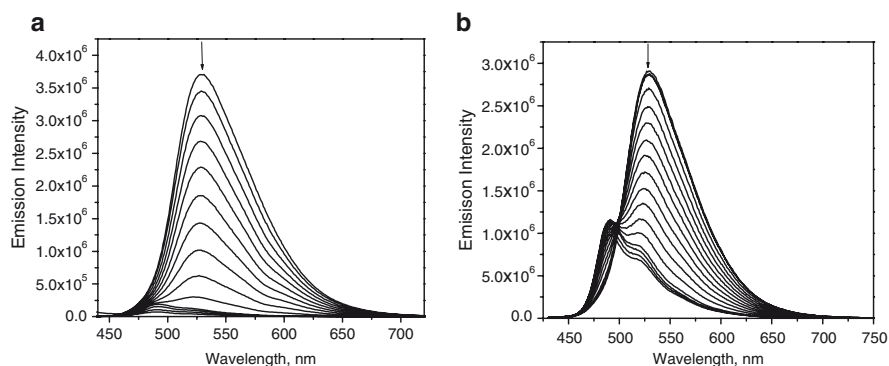 a
4.0x10⁶
3.5x10⁶
3.0x10⁶
2.5x10⁶
2.0x10⁶
1.5x10⁶
1.0x10⁶
5.0x10⁵
0.0
Emission Intensity
450 500 550 600 650 700
Wavelength, nm
b
3.0x10⁶
2.5x10⁶
2.0x10⁶
1.5x10⁶
1.0x10⁶
5.0x10⁶
0.0
Emisison Intensity
450 500 550 600 650 700 750
Wavelength, nm